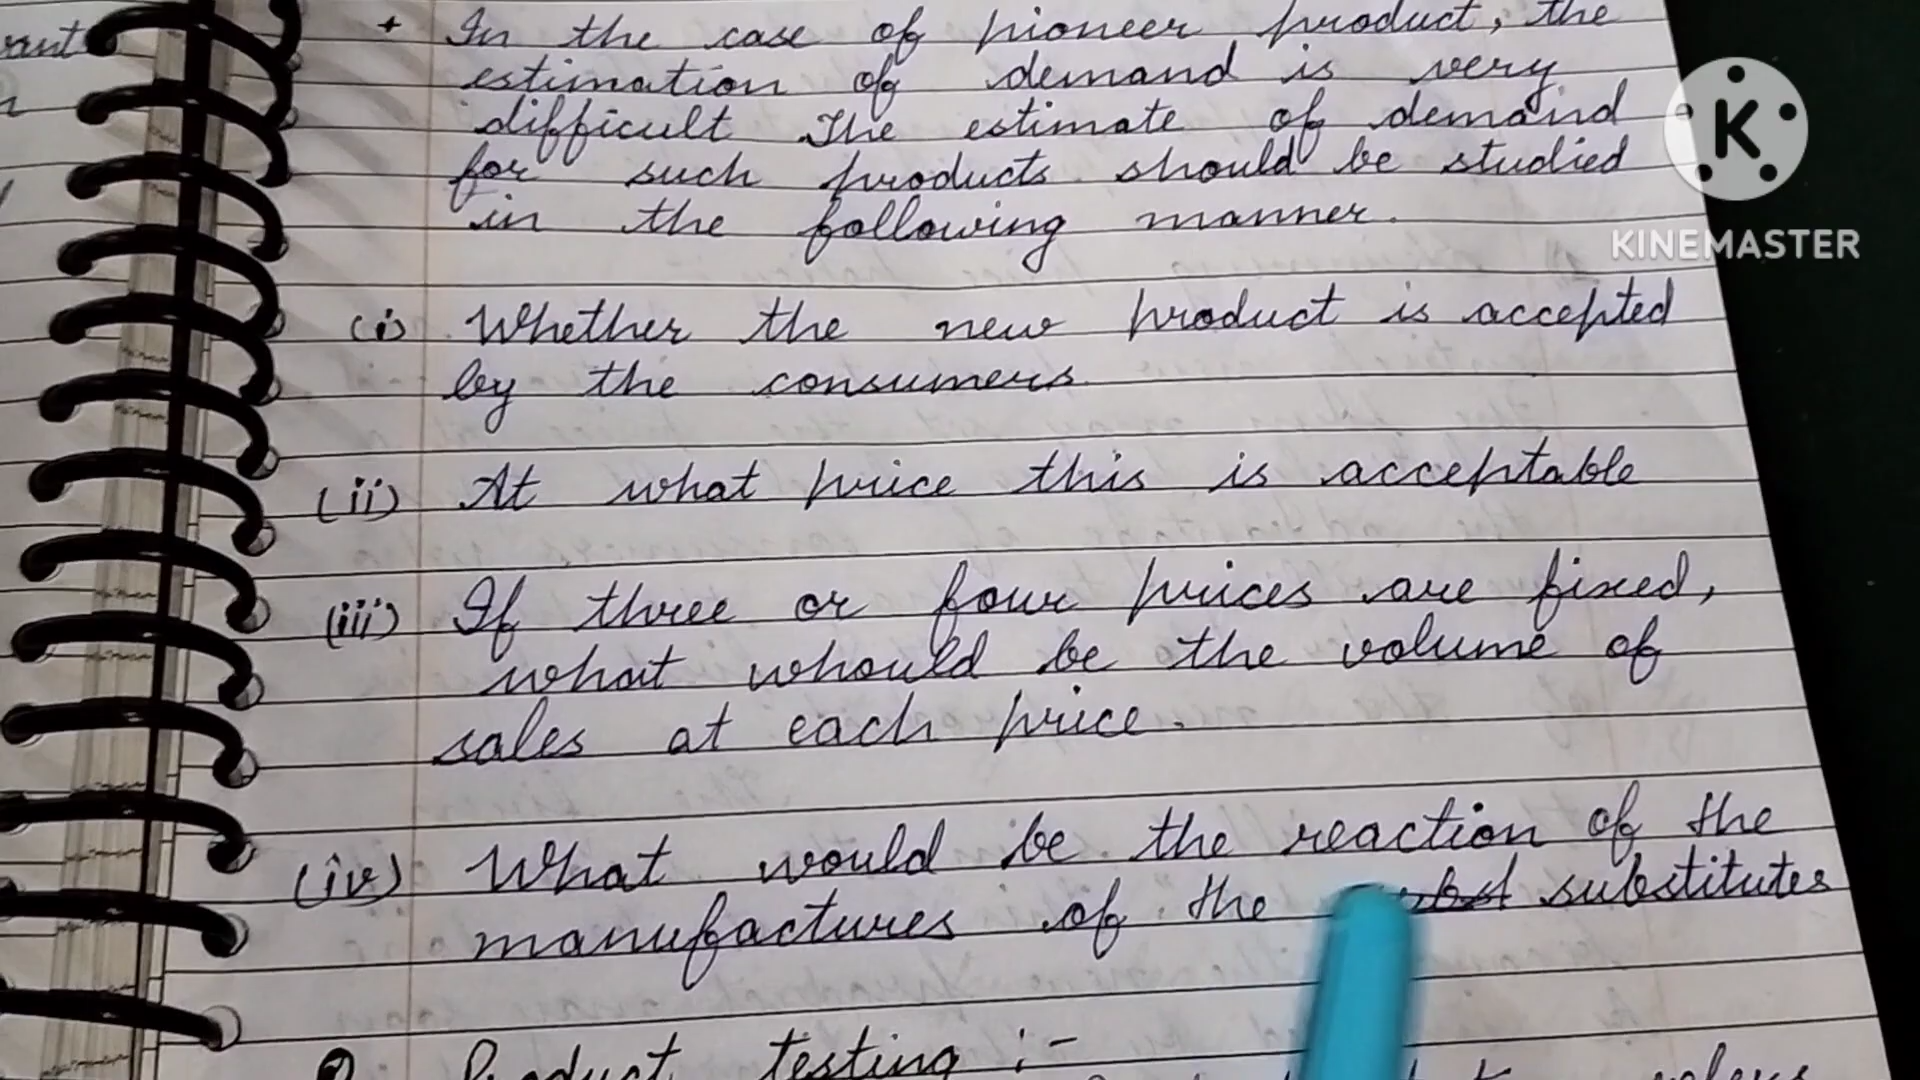 + In the case of pioneer product, the
estimation of demand is very
difficult The estimate of demand
for such products should be studied
in the following manner.
(i) Whether the new product is accepted
by the consumers.
(ii) At what price this is acceptable
(iii) If three or four prices are fixed,
what whould be the volume of
sales at each price.
(iv) What would be the reaction of the
manufactures of the substitutes
Product testing :-
K
KINEMASTER